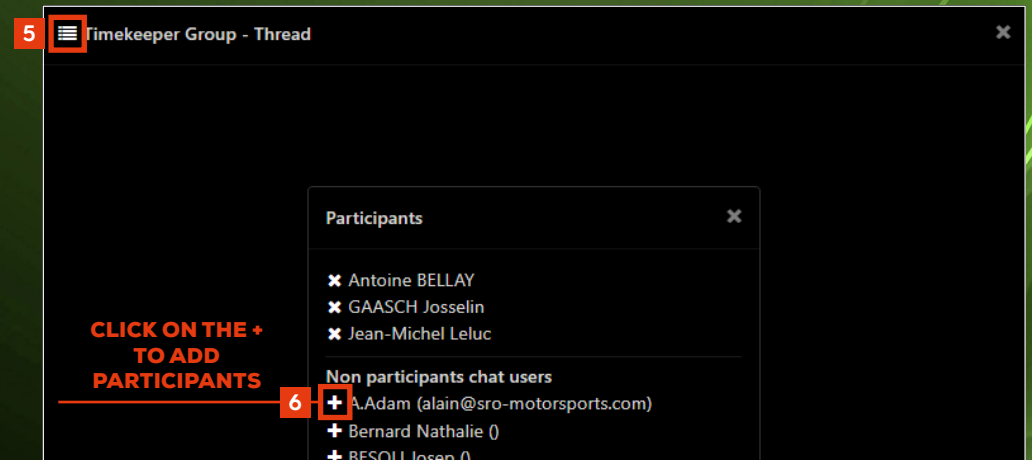 5
Timekeeper Group - Thread
Participants
Antoine BELLAY
GAASCH Josselin
Jean-Michel Leluc
CLICK ON THE +
TO ADD
PARTICIPANTS
Non participants chat users
6
A.Adam (alain@sro-motorsports.com)
Bernard Nathalie ()